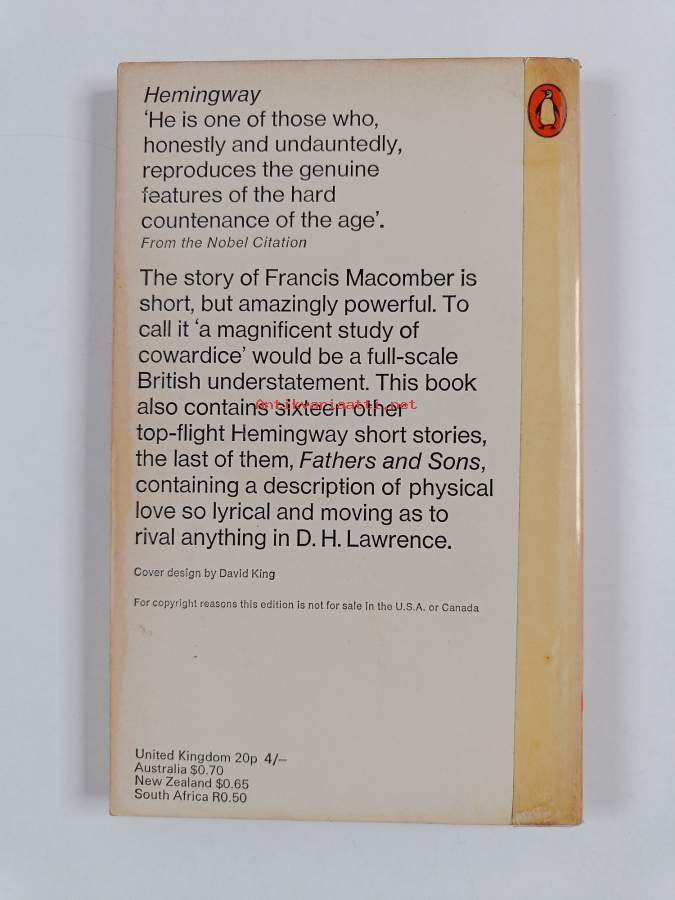 Hemingway
‘He is one of those who,
honestly and undauntedly,
reproduces the genuine
features of the hard
countenance of the age’.
From the Nobel Citation
The story of Francis Macomber is
short, but amazingly powerful. To
call it ‘a magnificent study of
cowardice’ would be a full-scale
British understatement. This book
also contains sixteen other
Antikvariaatti.net
top-flight Hemingway short stories,
the last of them, Fathers and Sons,
containing a description of physical
love so lyrical and moving as to
rival anything in D. H. Lawrence.
Cover design by David King
For copyright reasons this edition is not for sale in the U.S.A. or Canada
United Kingdom 20p 4/–
Australia $0.70
New Zealand $0.65
South Africa R0.50